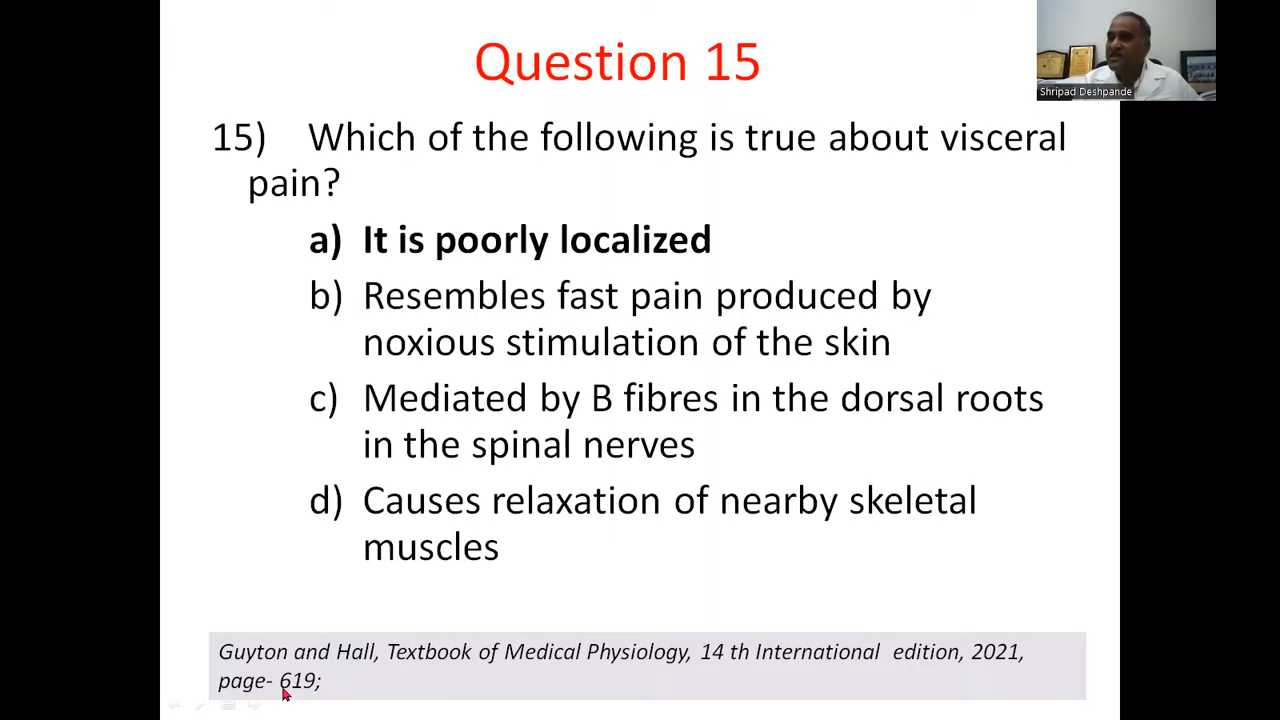 Question 15
Shripad Deshpande
15) Which of the following is true about visceral
pain?
a) It is poorly localized
b) Resembles fast pain produced by
noxious stimulation of the skin
c) Mediated by B fibres in the dorsal roots
in the spinal nerves
d) Causes relaxation of nearby skeletal
muscles
Guyton and Hall, Textbook of Medical Physiology, 14 th International edition, 2021,
page- 619;